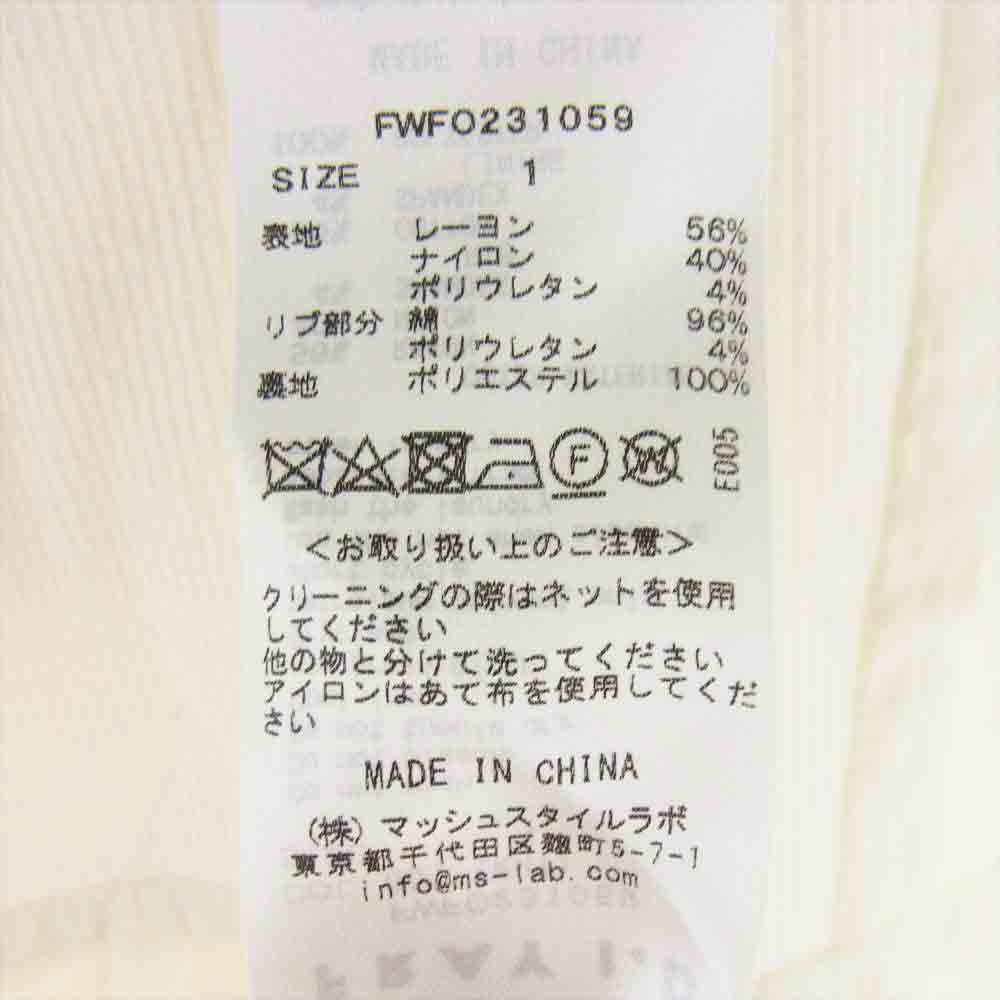 MADE IN CHINA
FWFO231059
SIZE 1
表地 レーヨン 56%
ナイロン 40%
ポリウレタン 4%
リブ部分 綿 96%
ポリウレタン 4%
裏地 ポリエステル 100%
F W E005
<お取り扱い上のご注意>
クリーニングの際はネットを使用
してください
他の物と分けて洗ってください
アイロンはあて布を使用してくだ
さい
MADE IN CHINA
(株)マッシュスタイルラボ
東京都千代田区麹町5-7-1
info@ms-lab.com
FRAY I.D